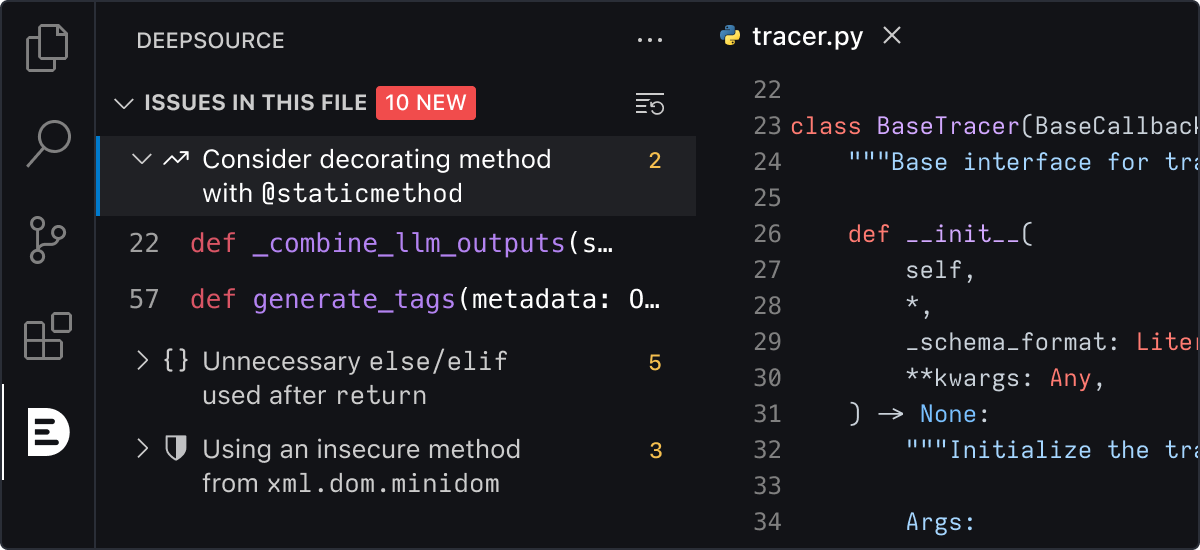 DEEPSOURCE
ISSUES IN THIS FILE 10 NEW
Consider decorating method 2
with @staticmethod
22 def _combine_llm_outputs(s…
57 def generate_tags(metadata: O…
{} Unnecessary else/elif 5
used after return
Using an insecure method 3
from xml.dom.minidom
tracer.py
22
23 class BaseTracer(BaseCallback
24 """Base interface for tra
25
26 def __init__(
27 self,
28 *,
29 _schema_format: Liter
30 **kwargs: Any,
31 ) -> None:
32 """Initialize the tra
33
34 Args: